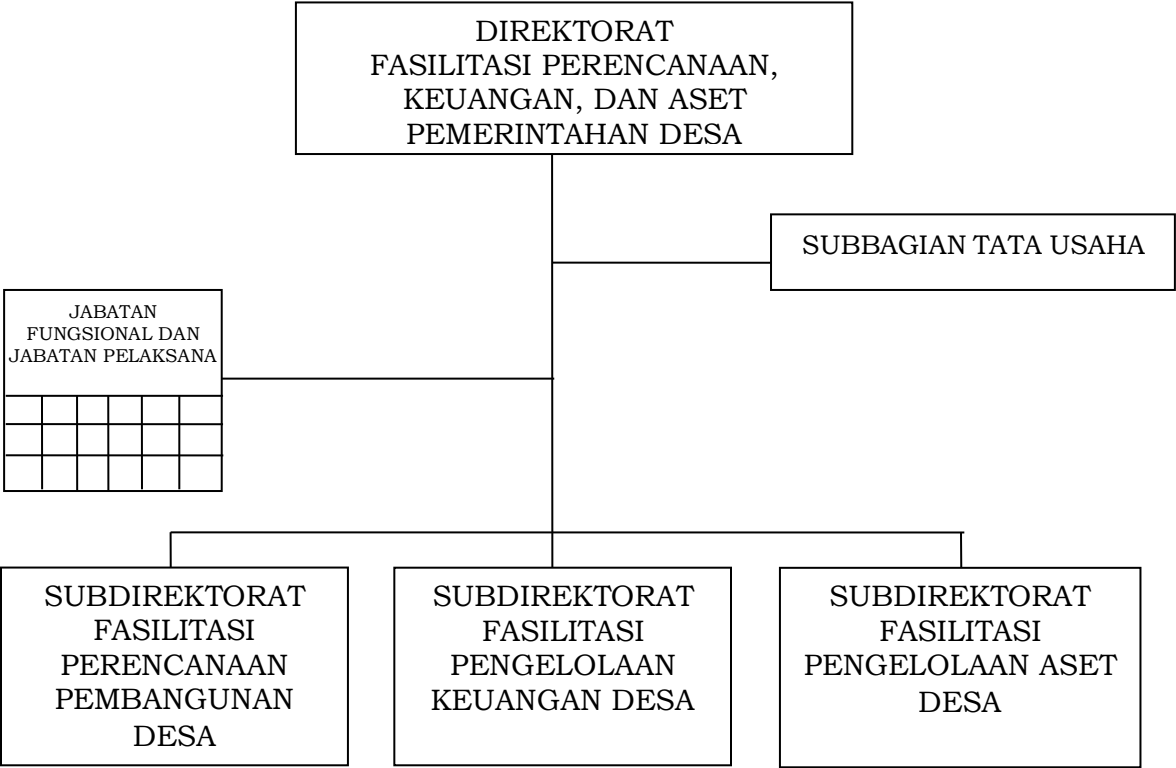 DIREKTORAT
FASILITASI PERENCANAAN,
KEUANGAN, DAN ASET
PEMERINTAHAN DESA
SUBBAGIAN TATA USAHA
JABATAN
FUNGSIONAL DAN
JABATAN PELAKSANA
SUBDIREKTORAT
FASILITASI
PERENCANAAN
PEMBANGUNAN
DESA
SUBDIREKTORAT
FASILITASI
PENGELOLAAN
KEUANGAN DESA
SUBDIREKTORAT
FASILITASI
PENGELOLAAN ASET
DESA